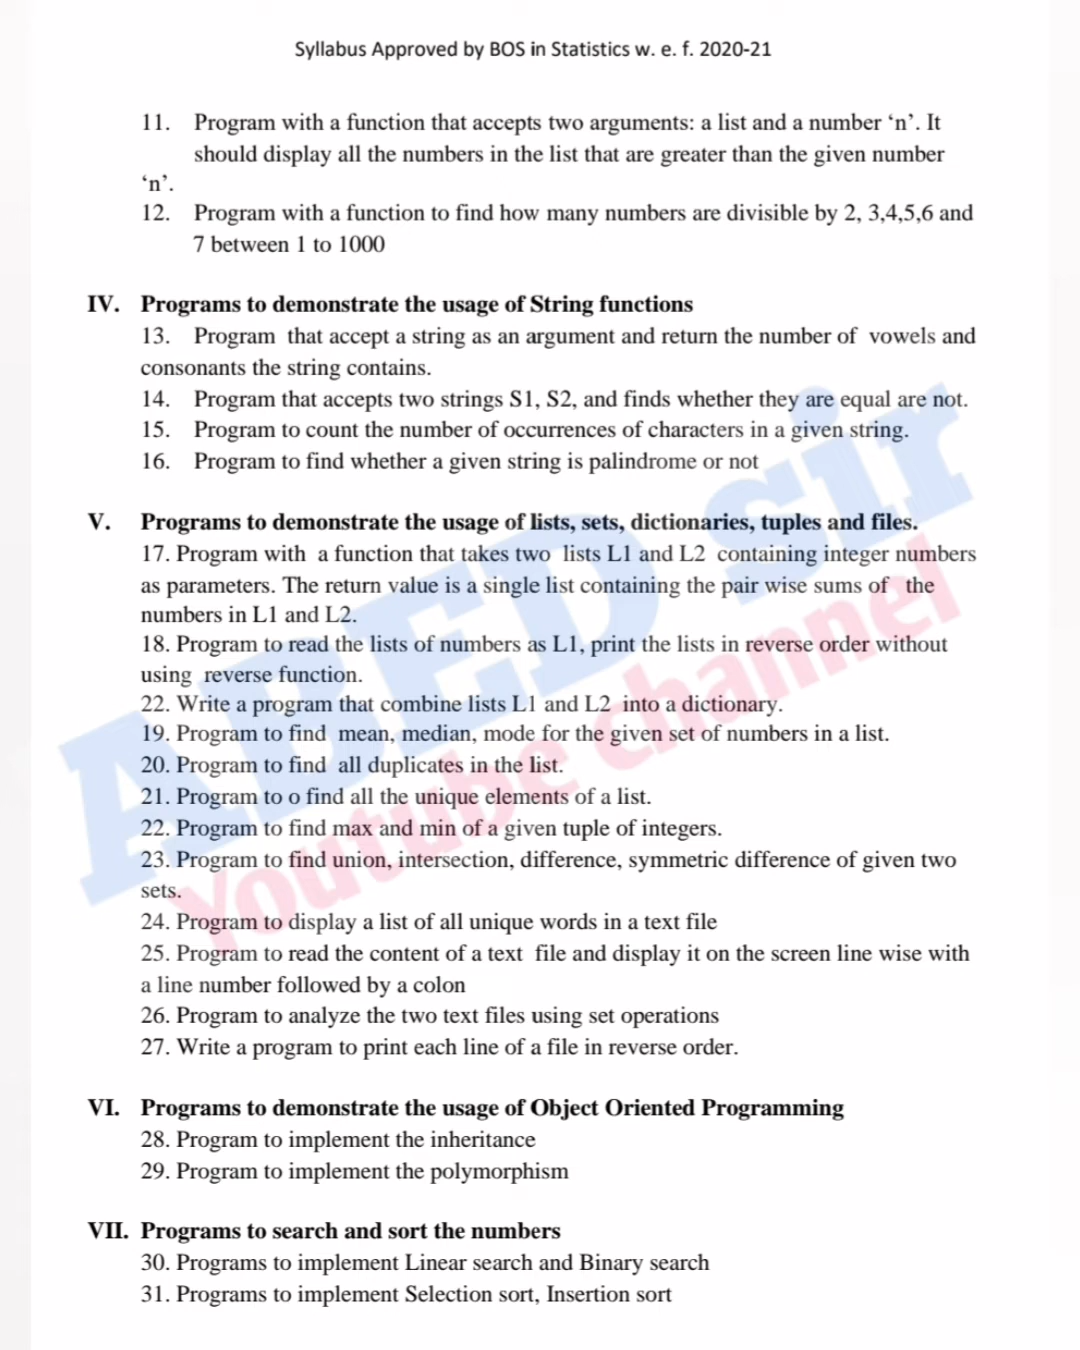 Syllabus Approved by BOS in Statistics w. e. f. 2020-21
11. Program with a function that accepts two arguments: a list and a number ‘n’. It
should display all the numbers in the list that are greater than the given number
‘n’.
12. Program with a function to find how many numbers are divisible by 2, 3,4,5,6 and
7 between 1 to 1000
IV. Programs to demonstrate the usage of String functions
13. Program that accept a string as an argument and return the number of vowels and
consonants the string contains.
14. Program that accepts two strings S1, S2, and finds whether they are equal are not.
15. Program to count the number of occurrences of characters in a given string.
16. Program to find whether a given string is palindrome or not
V. Programs to demonstrate the usage of lists, sets, dictionaries, tuples and files.
17. Program with a function that takes two lists L1 and L2 containing integer numbers
as parameters. The return value is a single list containing the pair wise sums of the
numbers in L1 and L2.
18. Program to read the lists of numbers as L1, print the lists in reverse order without
using reverse function.
22. Write a program that combine lists L1 and L2 into a dictionary.
19. Program to find mean, median, mode for the given set of numbers in a list.
20. Program to find all duplicates in the list.
21. Program to o find all the unique elements of a list.
22. Program to find max and min of a given tuple of integers.
23. Program to find union, intersection, difference, symmetric difference of given two
sets.
24. Program to display a list of all unique words in a text file
25. Program to read the content of a text file and display it on the screen line wise with
a line number followed by a colon
26. Program to analyze the two text files using set operations
27. Write a program to print each line of a file in reverse order.
VI. Programs to demonstrate the usage of Object Oriented Programming
28. Program to implement the inheritance
29. Program to implement the polymorphism
VII. Programs to search and sort the numbers
30. Programs to implement Linear search and Binary search
31. Programs to implement Selection sort, Insertion sort
ABED sir
Youtube channel